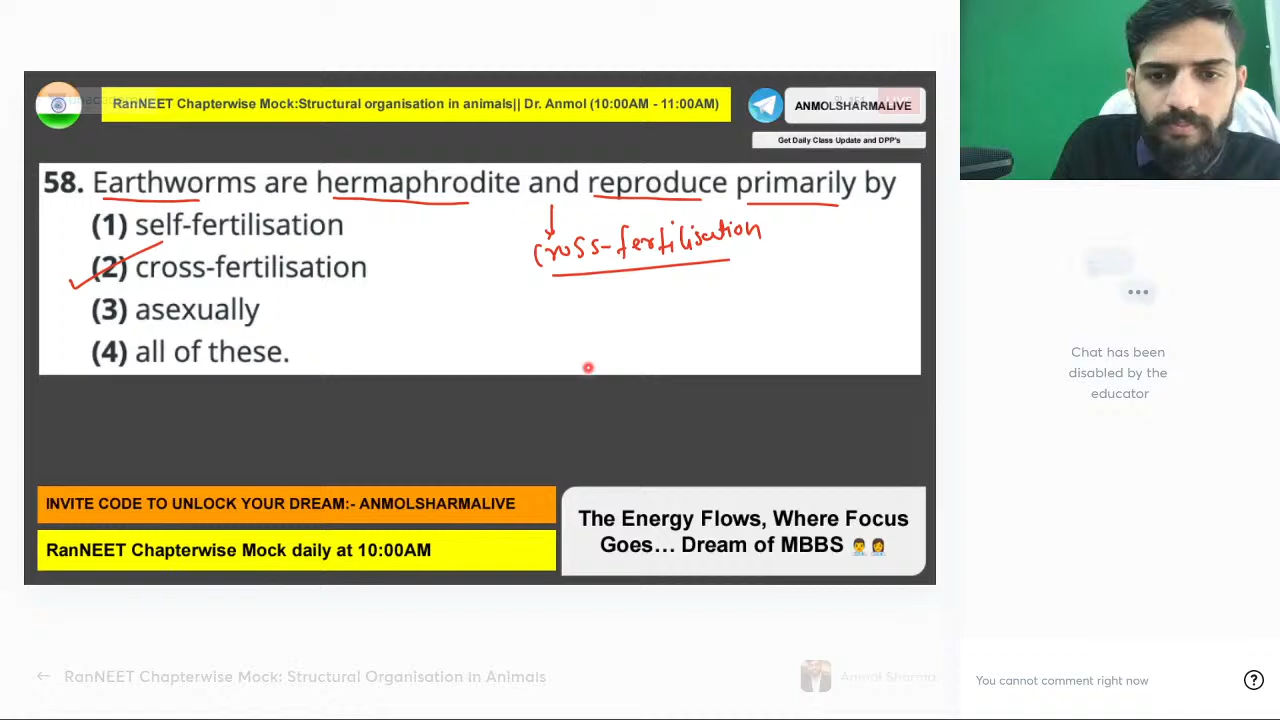 RanNEET Chapterwise Mock:Structural organisation in animals|| Dr. Anmol (10:00AM - 11:00AM)
ANMOLSHARMALIVE
LIVE
Get Daily Class Update and DPP's
58. Earthworms are hermaphrodite and reproduce primarily by
(1) self-fertilisation
cross-fertilisation
(2) cross-fertilisation
(3) asexually
(4) all of these.
INVITE CODE TO UNLOCK YOUR DREAM:- ANMOLSHARMALIVE
RanNEET Chapterwise Mock daily at 10:00AM
The Energy Flows, Where Focus
Goes... Dream of MBBS
Chat has been
disabled by the
educator
RanNEET Chapterwise Mock: Structural Organisation in Animals
Anmol Sharma
You cannot comment right now
?